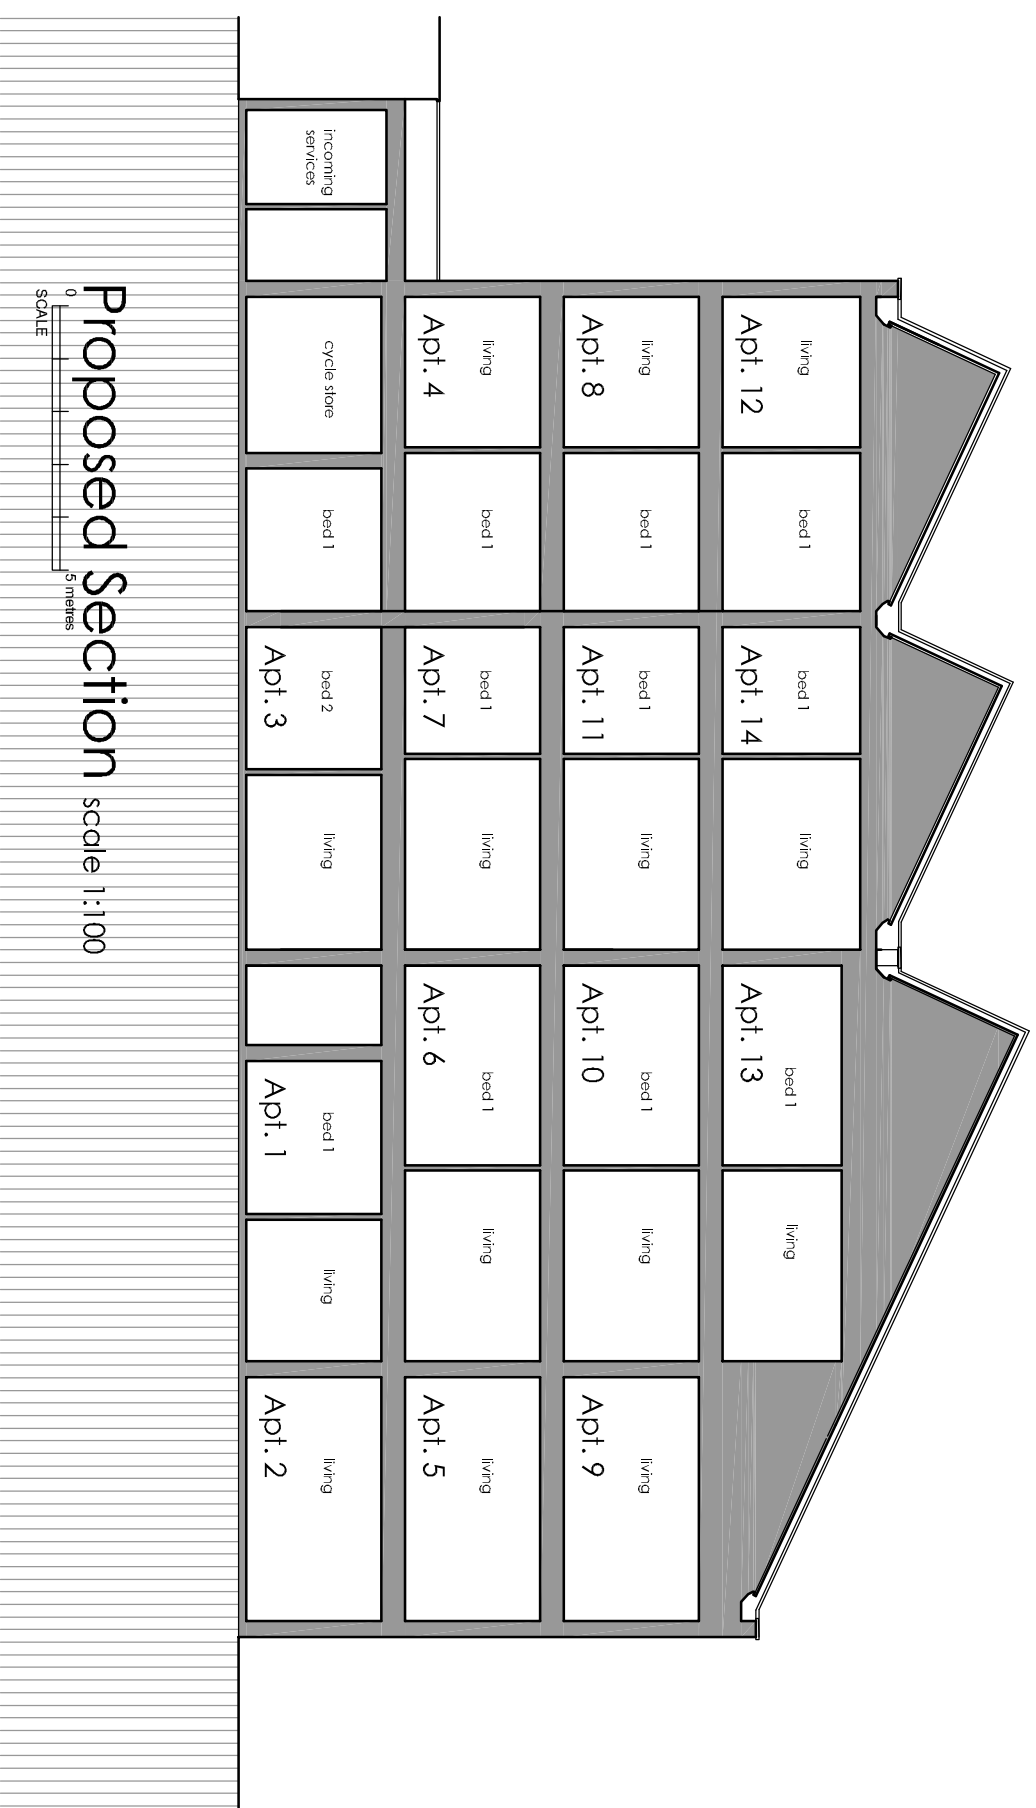 living
living
living
living
Apt. 12
bed 1
bed 1
Apt. 14
bed 1
Apt. 13
living
living
living
living
Apt. 8
bed 1
bed 1
Apt. 11
bed 1
Apt. 10
living
living
Apt. 9
living
Apt. 4
bed 1
bed 1
Apt. 7
living
bed 1
Apt. 6
living
living
Apt. 5
incoming
services
cycle store
bed 1
bed 2
Apt. 3
living
bed 1
Apt. 1
living
living
Apt. 2
Proposed Section scale 1:100
0
5 metres
SCALE